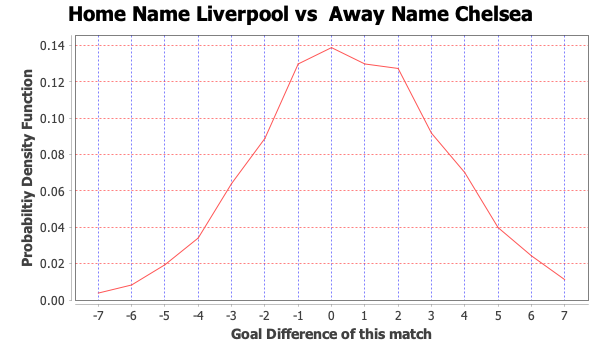 Home Name Liverpool vs  Away Name Chelsea
0.14
0.12
0.10
0.08
0.06
0.04
0.02
0.00
Probabiltiy Density Function
-7 -6 -5 -4 -3 -2 -1 0 1 2 3 4 5 6 7
Goal Difference of this match